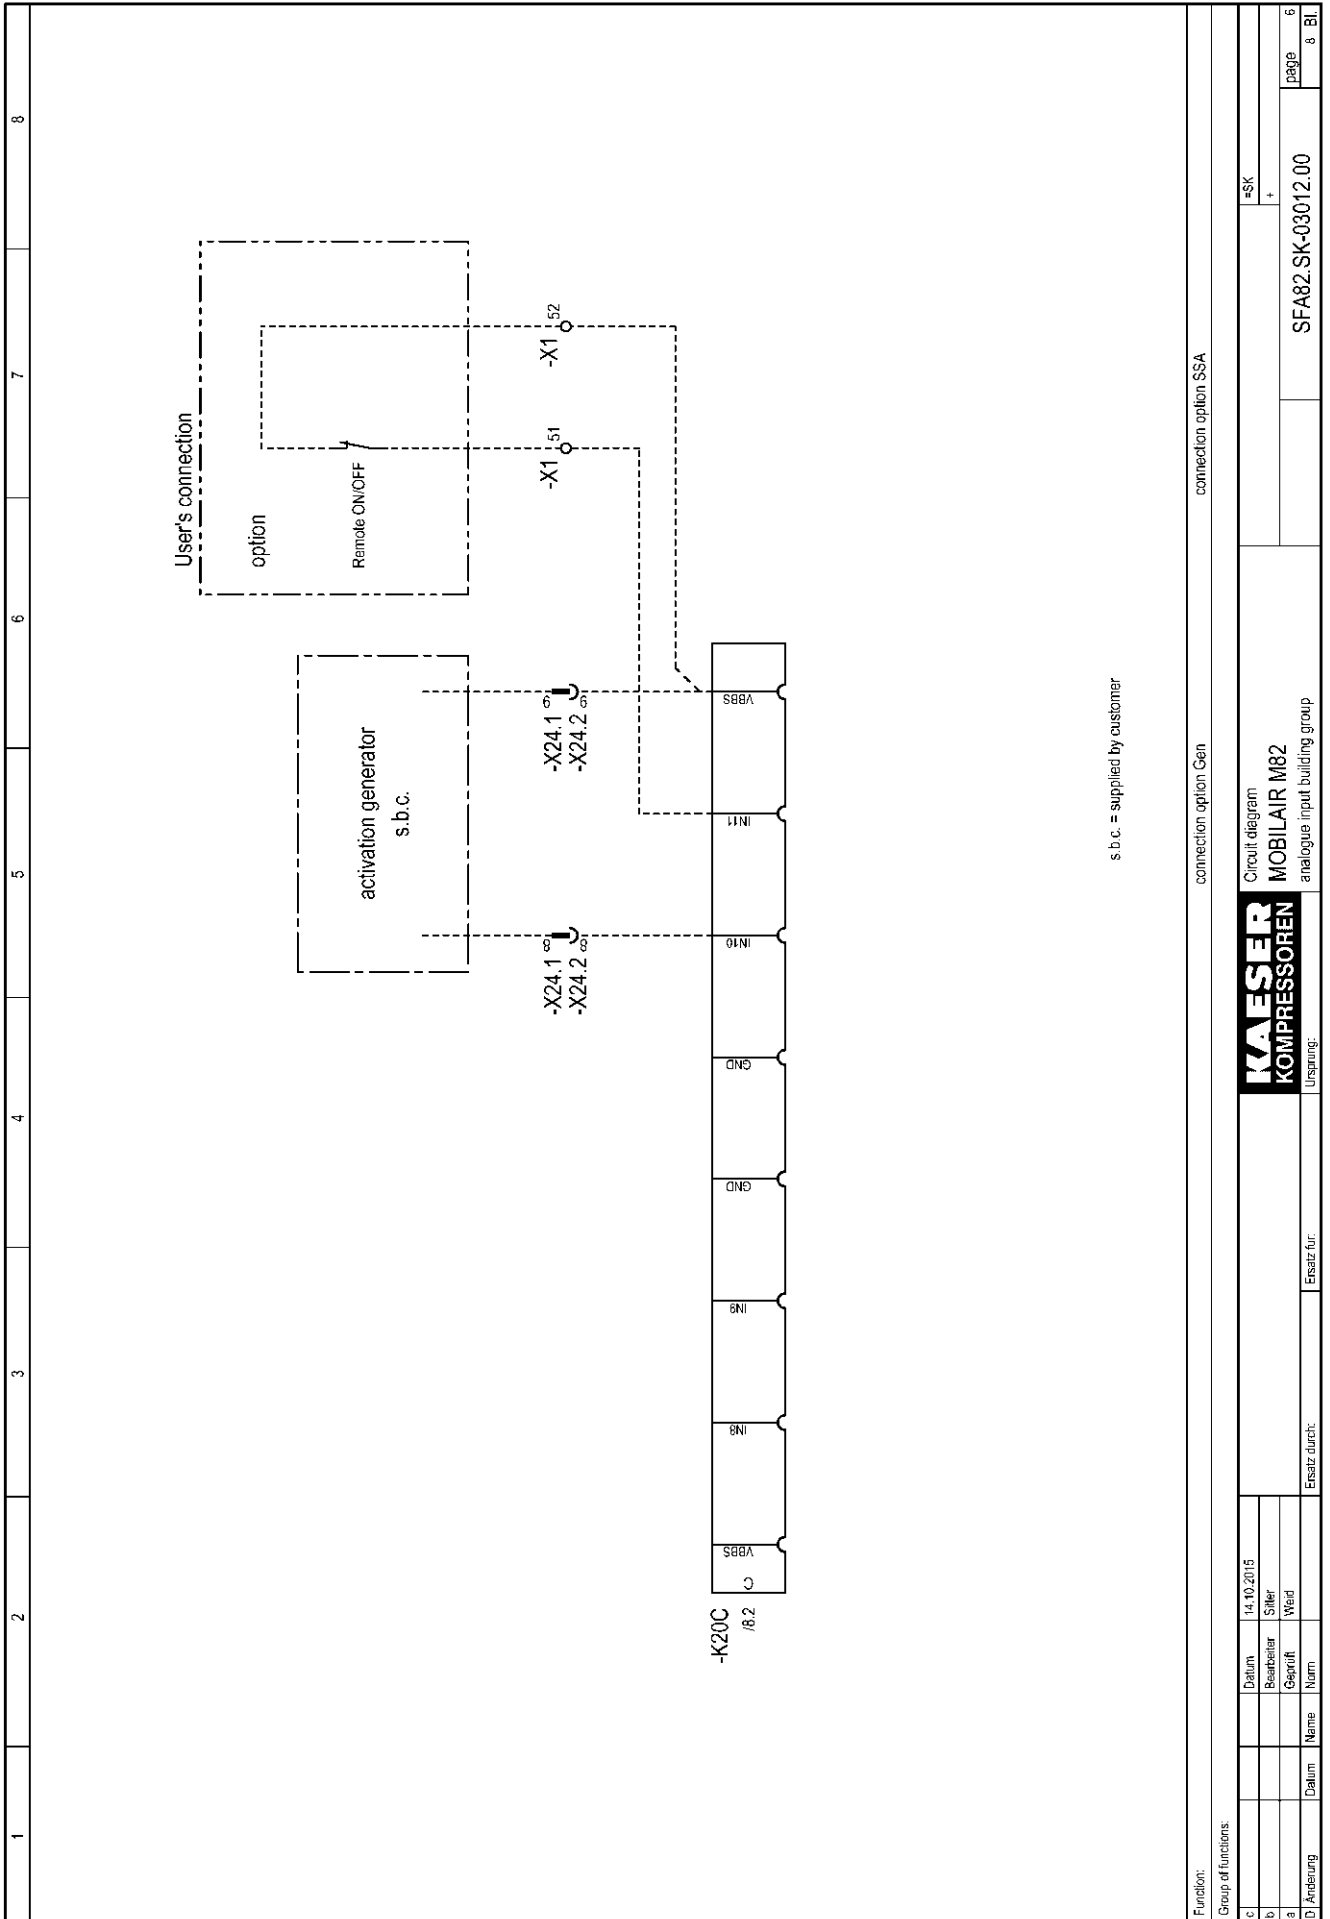 1
2
3
4
5
6
7
8
User's connection
option
Remote ON/OFF
activation generator
s.b.c.
-X24.1 8
-X24.2 8
-X24.1 9
-X24.2 9
-X1 51
-X1 52
-K20C
/8.2
C
VBBS
IN8
IN9
GND
GND
IN10
IN11
VBBS
s.b.c. = supplied by customer
Function:
connection option Gen
connection option SSA
Group of functions:
c
b
a
D Änderung
Datum
Name
Datum 14.10.2015
Bearbeiter Sitler
Geprüft Weid
Norm
Ersatz durch:
Ersatz für:
Ursprung:
KAESER
KOMPRESSOREN
Circuit diagram
MOBILAIR M82
analogue input building group
=SK
+
SFA82.SK-03012.00
page 6
8 Bl.